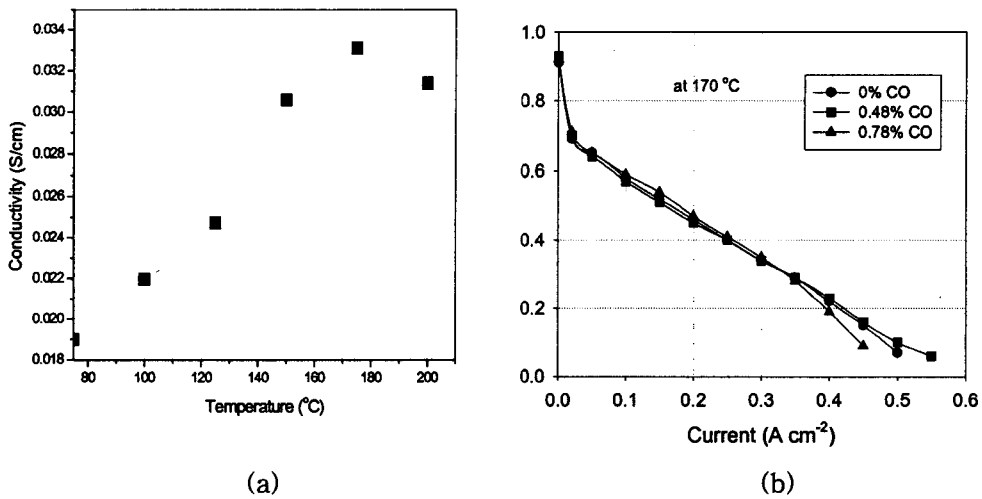 0.034
0.032
0.030
0.028
0.026
0.024
0.022
0.020
0.018
Conductivity (S/cm)
80 100 120 140 160 180 200
Temperature (°C)
(a)
1.0
0.8
0.6
0.4
0.2
0.0
at 170 °C
0% CO
0.48% CO
0.78% CO
0.0 0.1 0.2 0.3 0.4 0.5 0.6
Current (A cm-2)
(b)